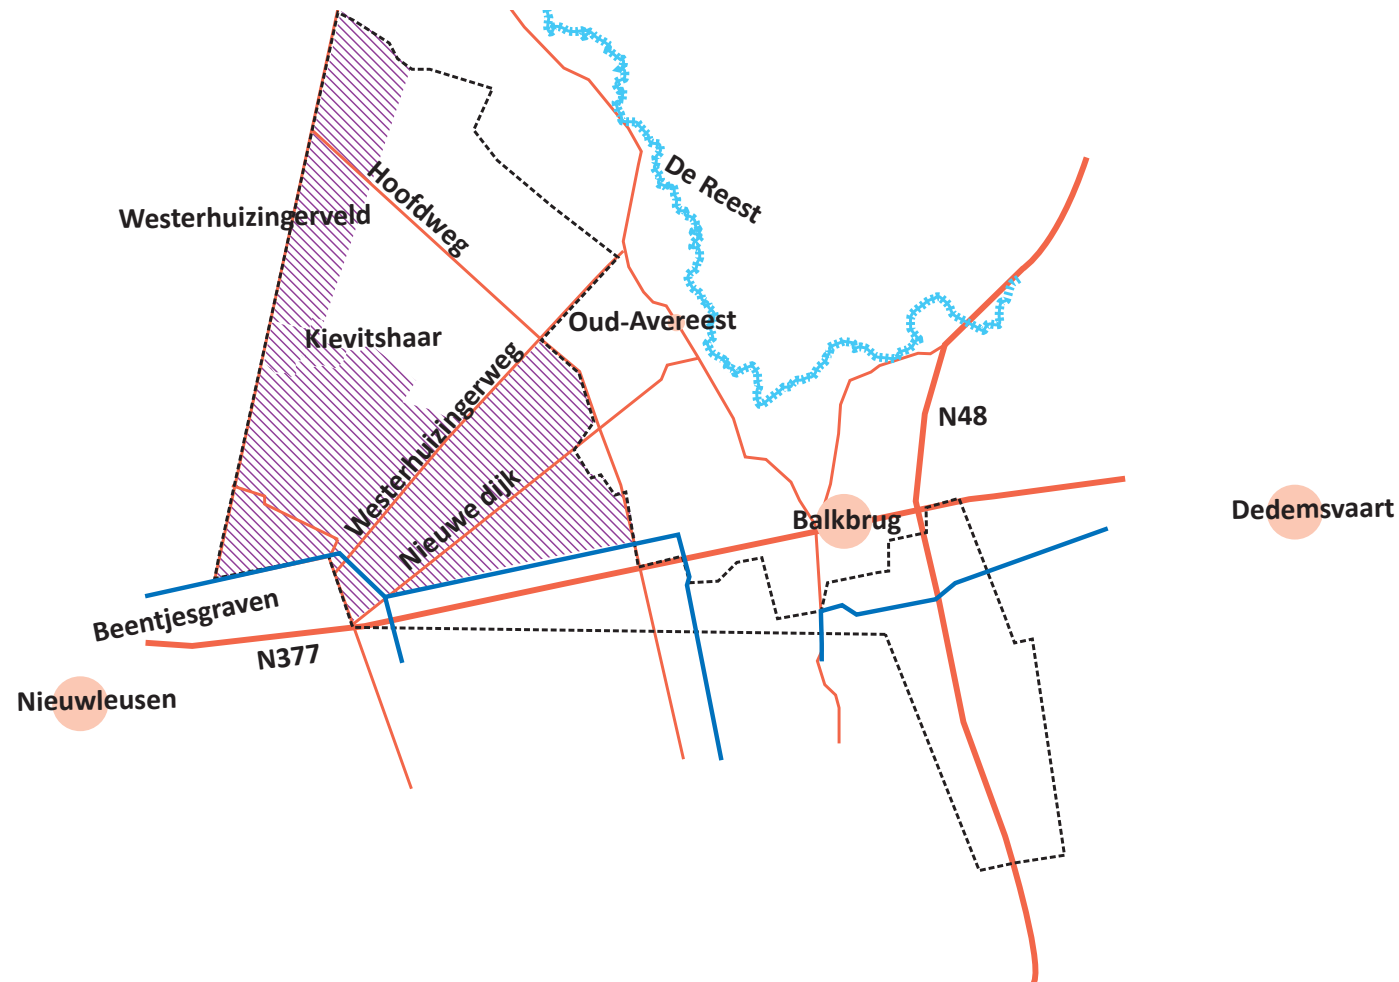 De Reest
Hoofdweg
Westerhuizingerveld
Oud-Avereest
Kievitshaar
Westerhuizingerweg
N48
Nieuwe dijk
Balkbrug
Dedemsvaart
Beentjesgraven
N377
Nieuwleusen